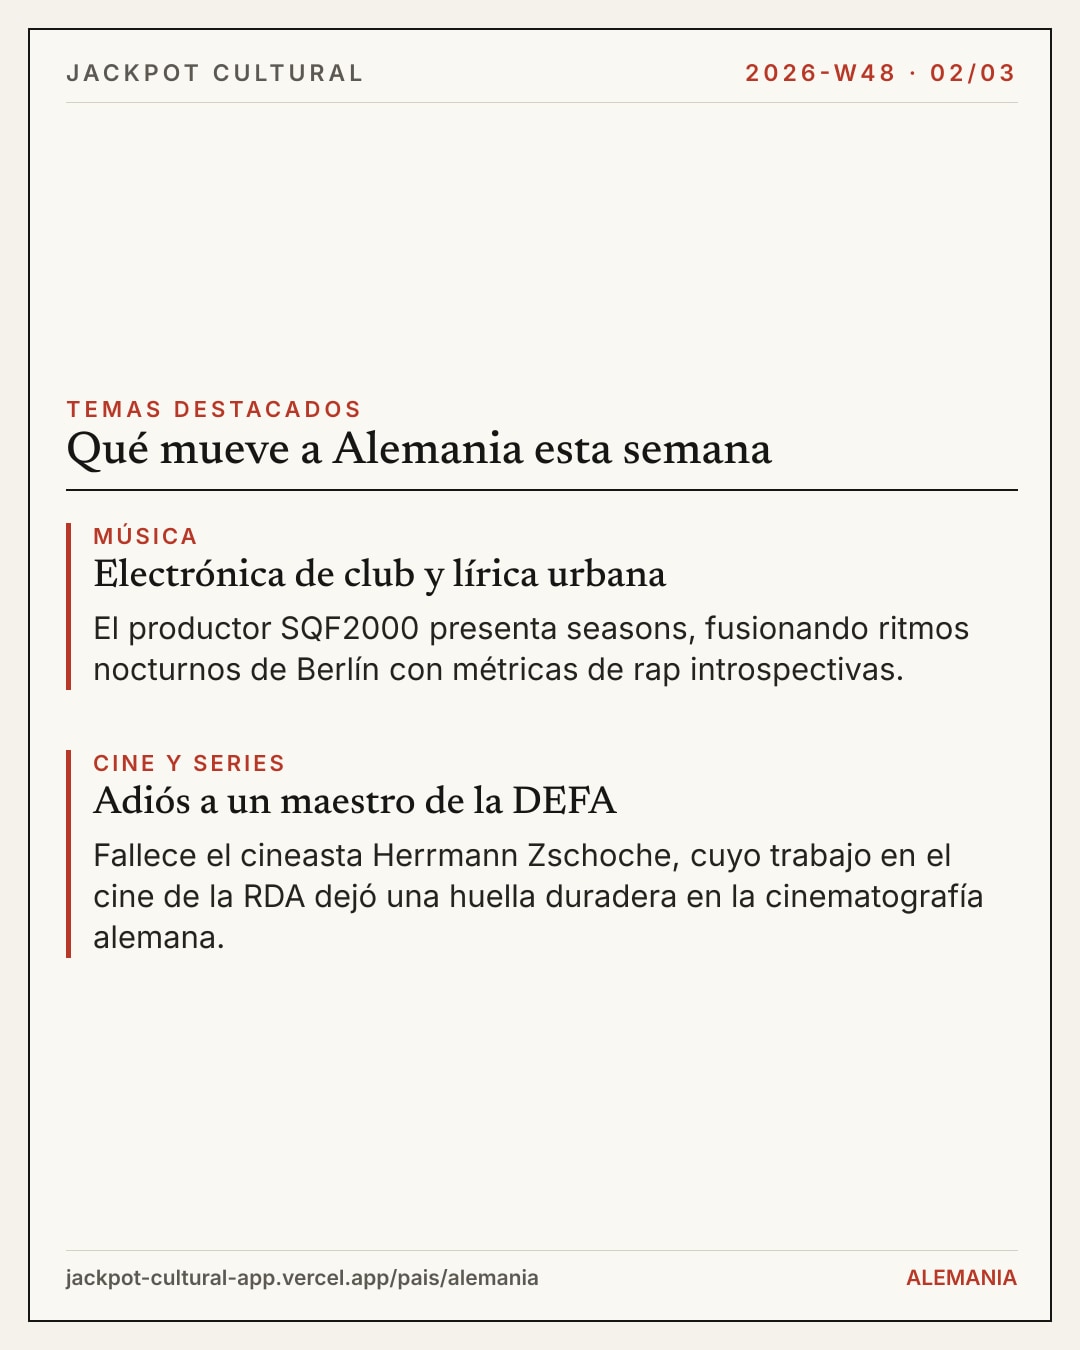 JACKPOT CULTURAL
2026-W48 · 02/03
TEMAS DESTACADOS
Qué mueve a Alemania esta semana
MÚSICA
Electrónica de club y lírica urbana
El productor SQF2000 presenta seasons, fusionando ritmos
nocturnos de Berlín con métricas de rap introspectivas.
CINE Y SERIES
Adiós a un maestro de la DEFA
Fallece el cineasta Herrmann Zschoche, cuyo trabajo en el
cine de la RDA dejó una huella duradera en la cinematografía
alemana.
jackpot-cultural-app.vercel.app/pais/alemania
ALEMANIA